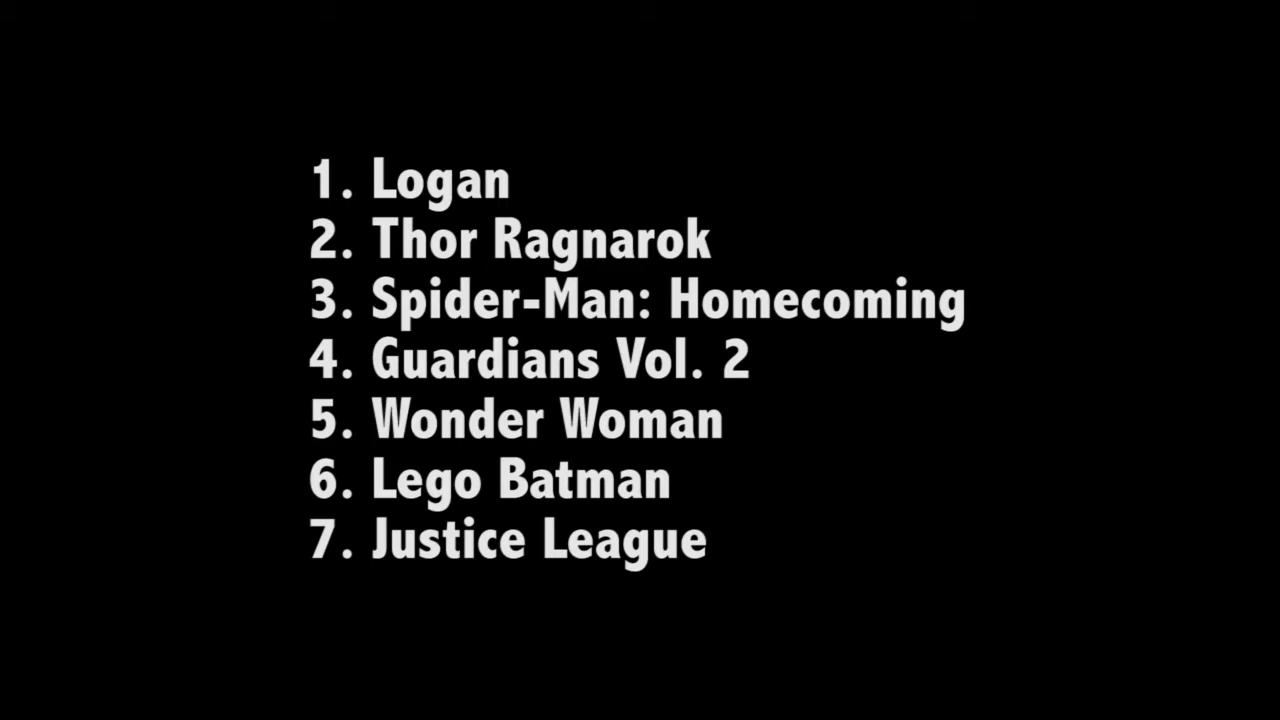 1. Logan
2. Thor Ragnarok
3. Spider-Man: Homecoming
4. Guardians Vol. 2
5. Wonder Woman
6. Lego Batman
7. Justice League